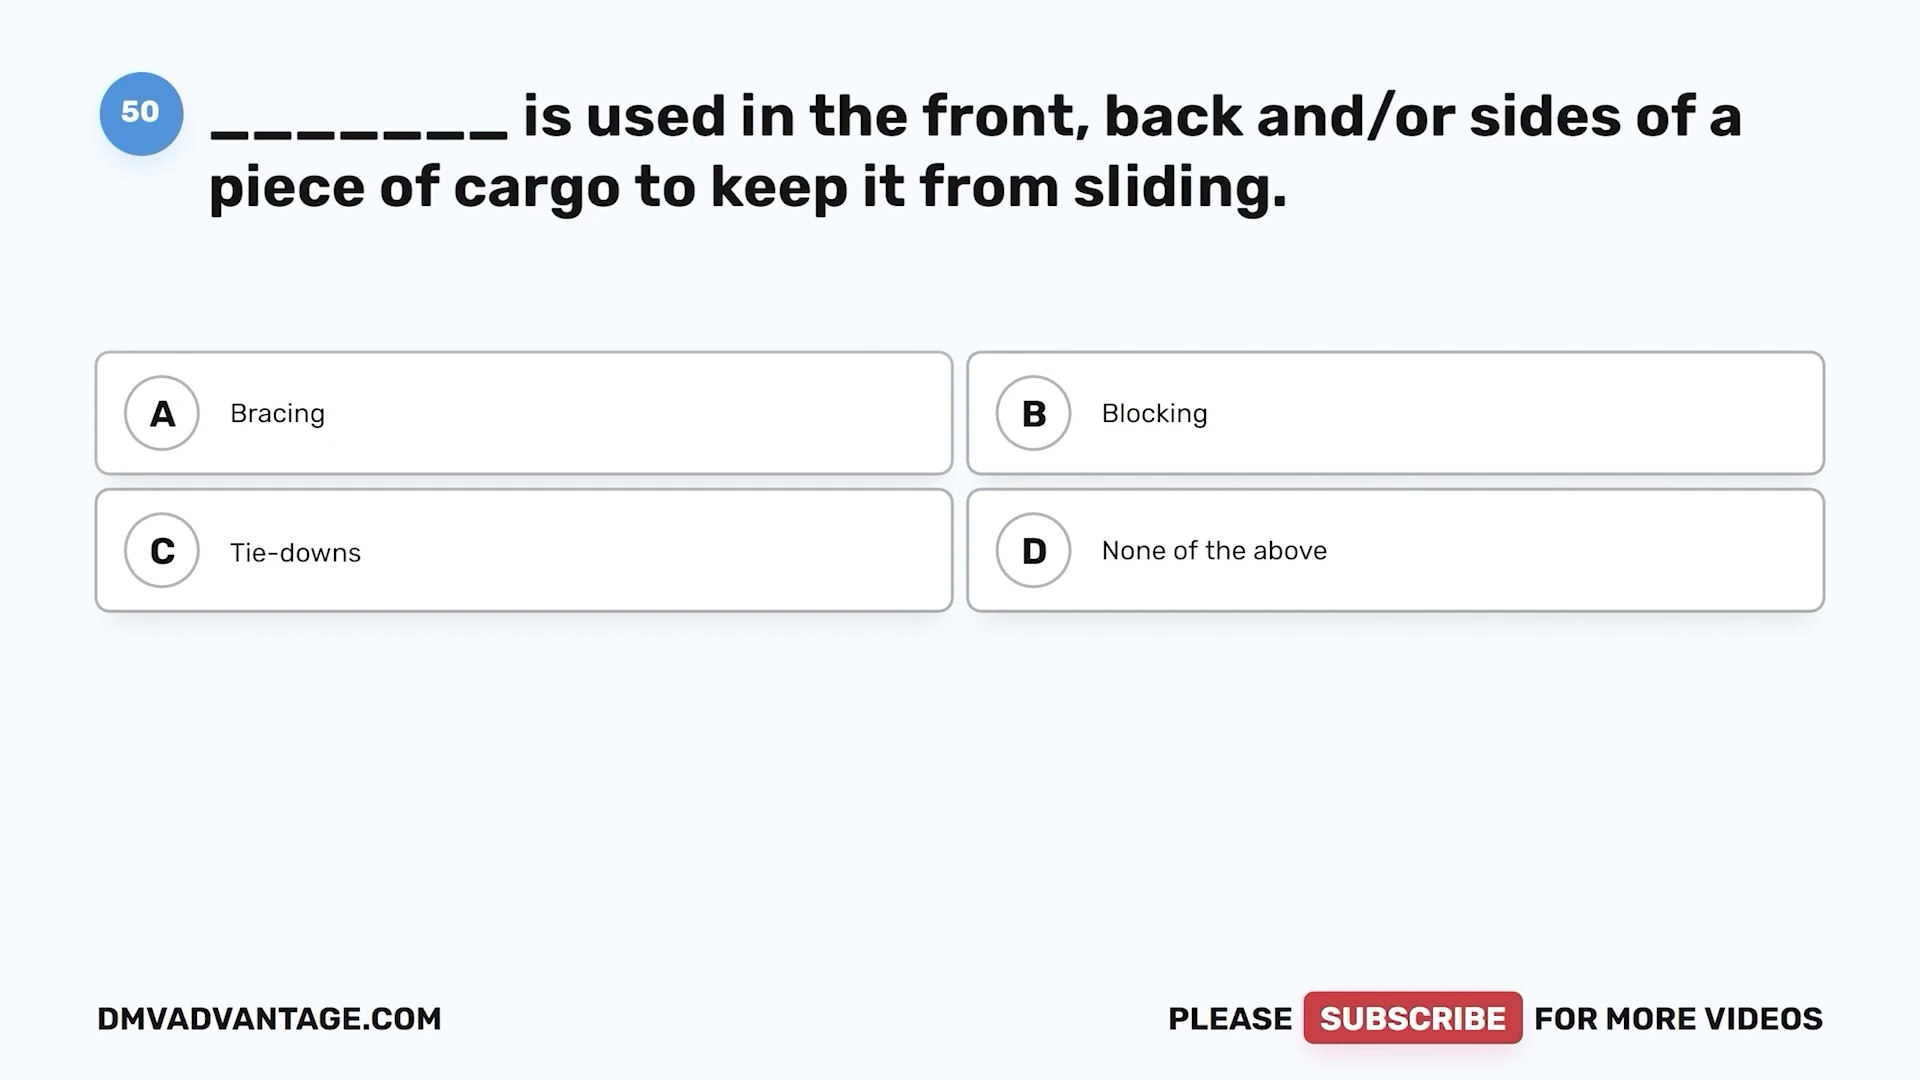 50
_______ is used in the front, back and/or sides of a
piece of cargo to keep it from sliding.
A Bracing
B Blocking
C Tie-downs
D None of the above
DMVADVANTAGE.COM
PLEASE SUBSCRIBE FOR MORE VIDEOS